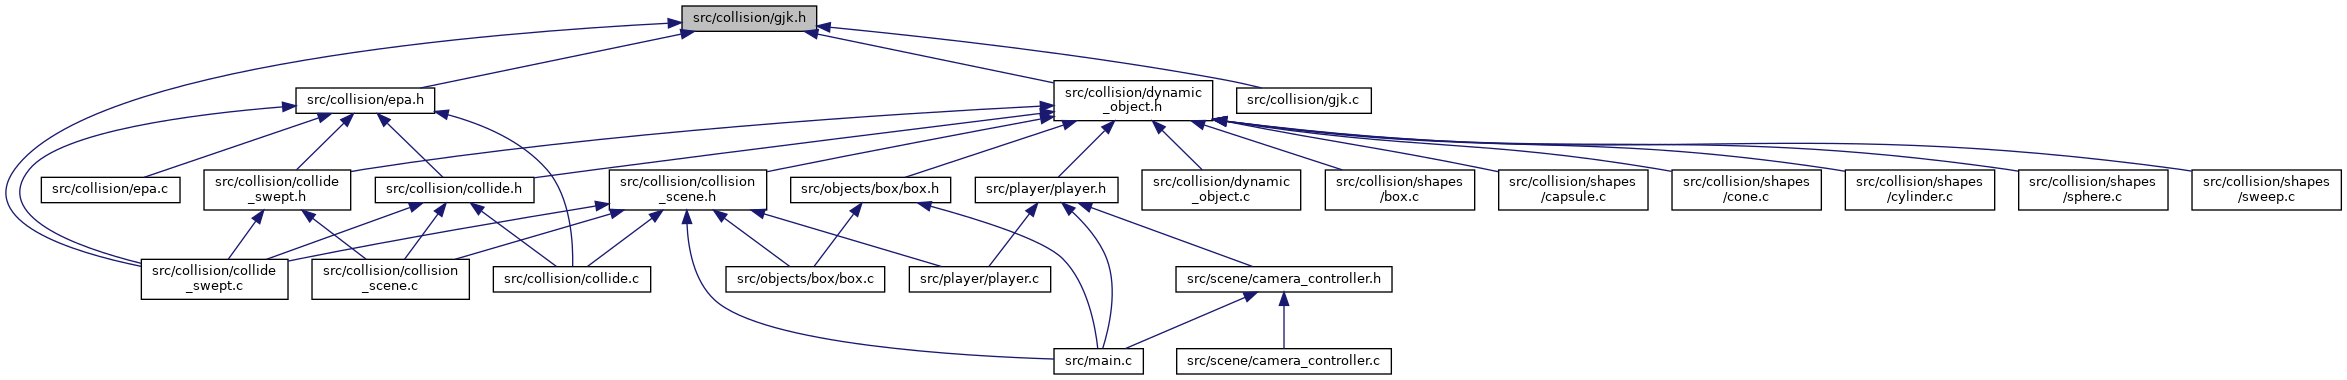 src/collision/gjk.h
src/collision/epa.h
src/collision/dynamic
_object.h
src/collision/gjk.c
src/collision/epa.c
src/collision/collide
_swept.h
src/collision/collide.h
src/collision/collision
_scene.h
src/objects/box/box.h
src/player/player.h
src/collision/dynamic
_object.c
src/collision/shapes
/box.c
src/collision/shapes
/capsule.c
src/collision/shapes
/cone.c
src/collision/shapes
/cylinder.c
src/collision/shapes
/sphere.c
src/collision/shapes
/sweep.c
src/collision/collide
_swept.c
src/collision/collision
_scene.c
src/collision/collide.c
src/objects/box/box.c
src/player/player.c
src/scene/camera_controller.h
src/main.c
src/scene/camera_controller.c